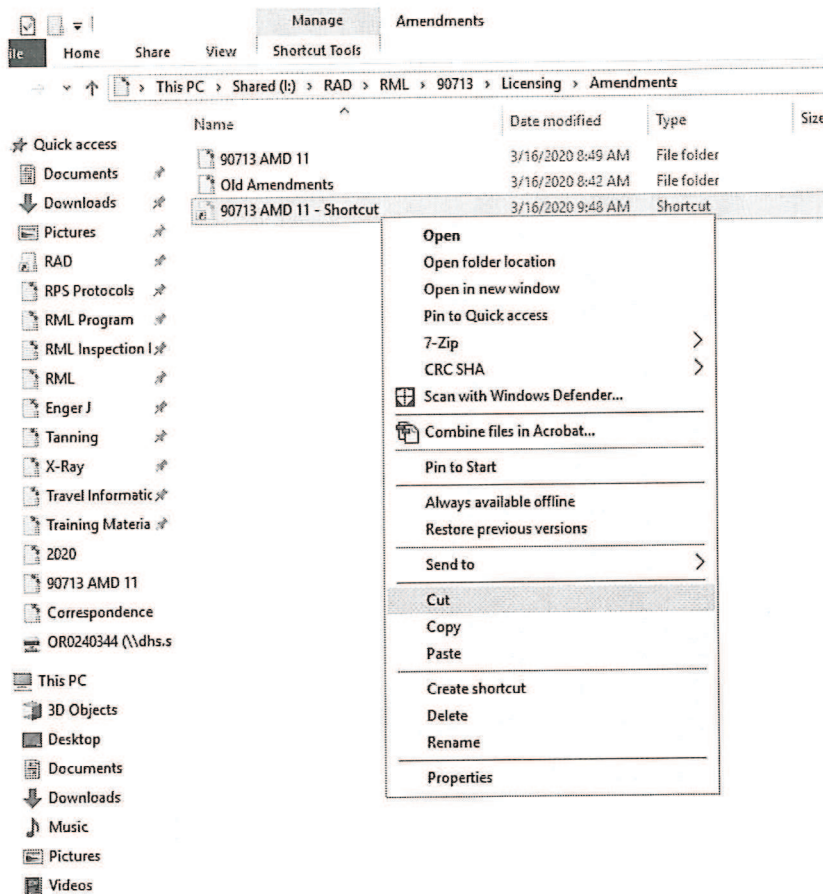 Manage Amendments
ile Home Share View Shortcut Tools
This PC > Shared (I:) > RAD > RML > 90713 > Licensing > Amendments
Name Date modified Type Size
90713 AMD 11 3/16/2020 8:49 AM File folder
Old Amendments 3/16/2020 8:42 AM File folder
90713 AMD 11 - Shortcut 3/16/2020 9:48 AM Shortcut
Quick access
Documents
Downloads
Pictures
RAD
RPS Protocols
RML Program
RML Inspection I
RML
Enger J
Tanning
X-Ray
Travel Informatic
Training Materia
2020
90713 AMD 11
Correspondence
OR0240344 (\\dhs.s
This PC
3D Objects
Desktop
Documents
Downloads
Music
Pictures
Videos
Open
Open folder location
Open in new window
Pin to Quick access
7-Zip
CRC SHA
Scan with Windows Defender...
Combine files in Acrobat...
Pin to Start
Always available offline
Restore previous versions
Send to
Cut
Copy
Paste
Create shortcut
Delete
Rename
Properties